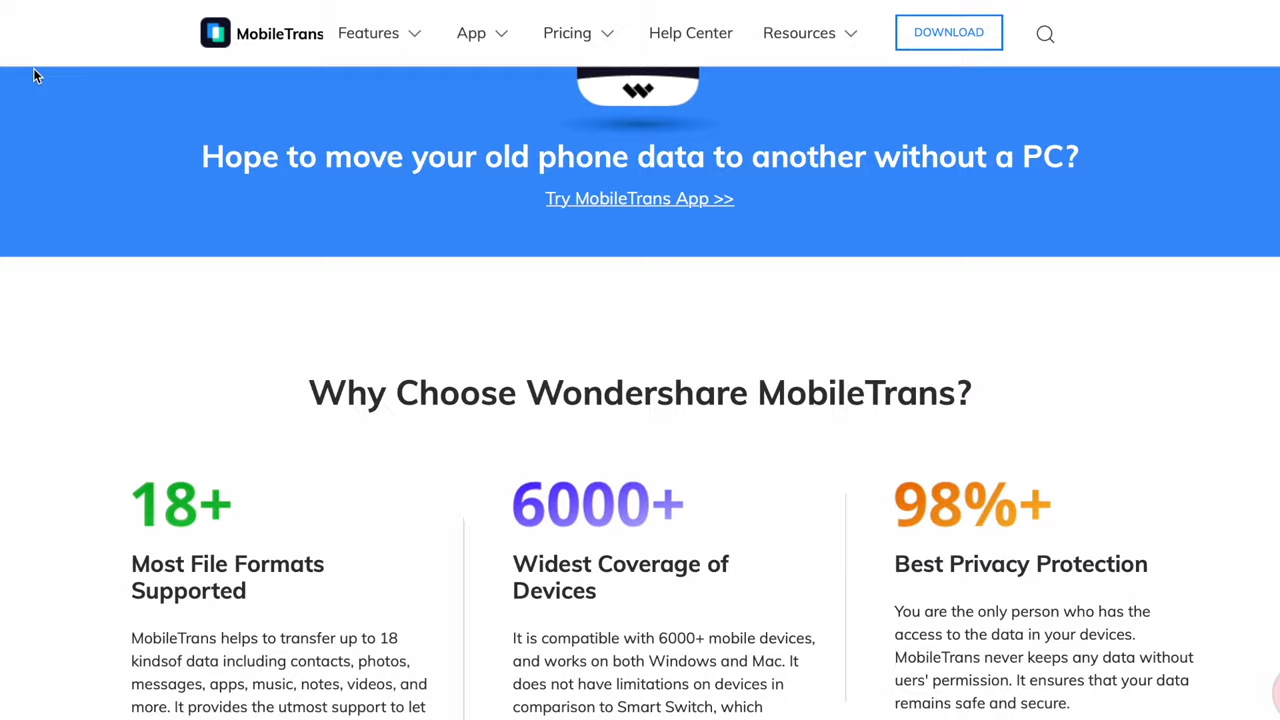 MobileTrans Features App Pricing Help Center Resources DOWNLOAD
Hope to move your old phone data to another without a PC?
Try MobileTrans App >>
Why Choose Wondershare MobileTrans?
18+
Most File Formats
Supported
MobileTrans helps to transfer up to 18
kindsof data including contacts, photos,
messages, apps, music, notes, videos, and
more. It provides the utmost support to let
6000+
Widest Coverage of
Devices
It is compatible with 6000+ mobile devices,
and works on both Windows and Mac. It
does not have limitations on devices in
comparison to Smart Switch, which
98%+
Best Privacy Protection
You are the only person who has the
access to the data in your devices.
MobileTrans never keeps any data without
uers' permission. It ensures that your data
remains safe and secure.